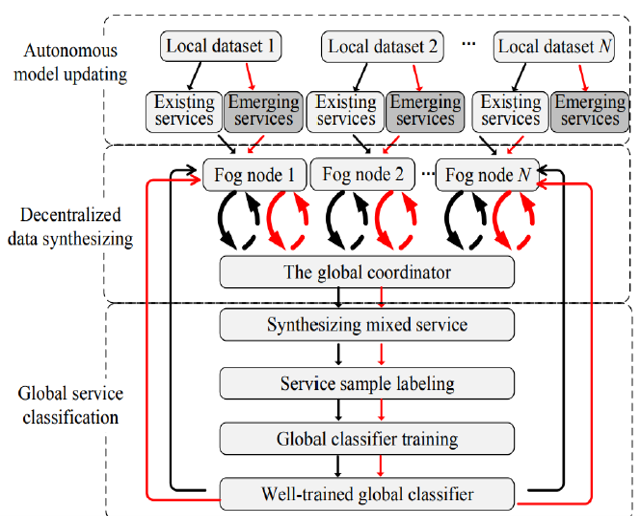 Autonomous
model updating
Local dataset 1
Local dataset 2
...
Local dataset N
Existing
services
Emerging
services
Existing
services
Emerging
services
Existing
services
Emerging
services
Decentralized
data synthesizing
Fog node 1
Fog node 2
...
Fog node N
The global coordinator
Global service
classification
Synthesizing mixed service
Service sample labeling
Global classifier training
Well-trained global classifier